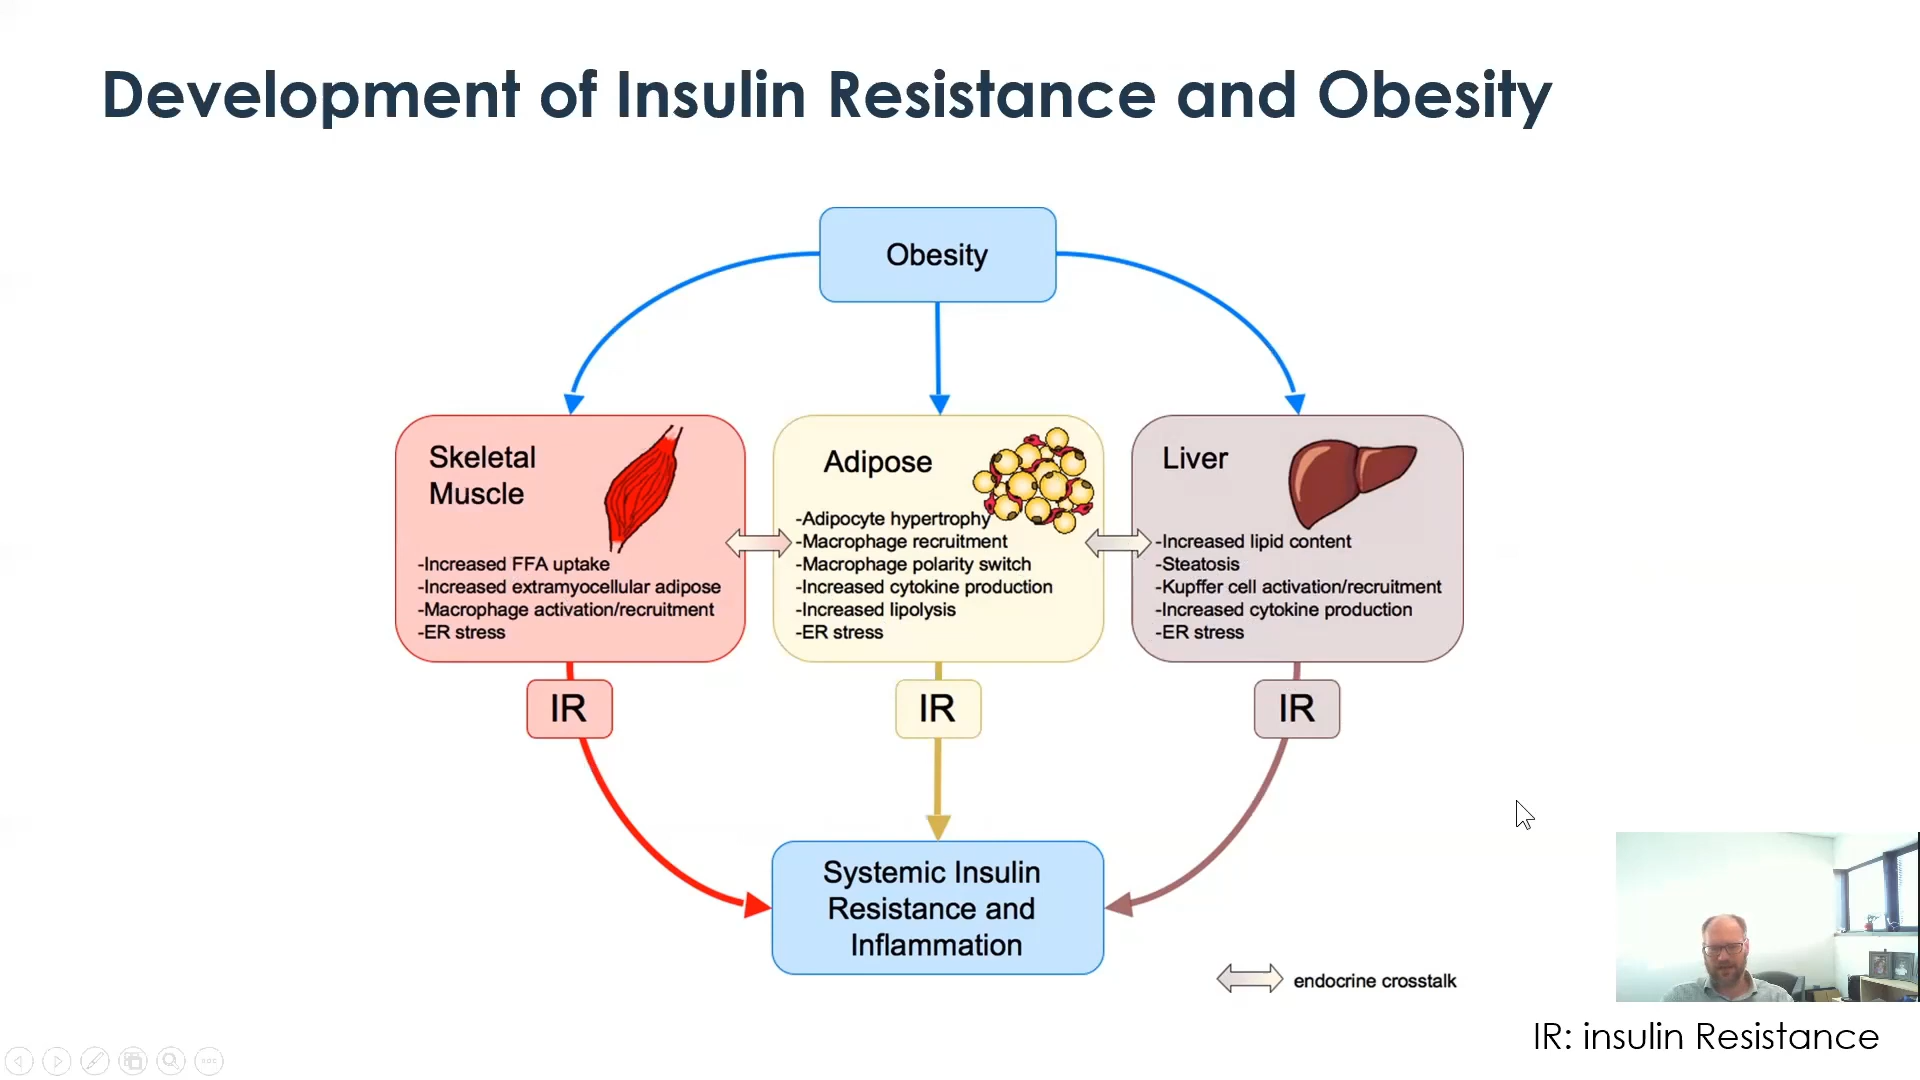 Development of Insulin Resistance and Obesity
Obesity
Skeletal
Muscle
-Increased FFA uptake
-Increased extramyocellular adipose
-Macrophage activation/recruitment
-ER stress
Adipose
-Adipocyte hypertrophy
-Macrophage recruitment
-Macrophage polarity switch
-Increased cytokine production
-Increased lipolysis
-ER stress
Liver
-Increased lipid content
-Steatosis
-Kupffer cell activation/recruitment
-Increased cytokine production
-ER stress
IR
IR
IR
Systemic Insulin
Resistance and
Inflammation
endocrine crosstalk
IR: insulin Resistance